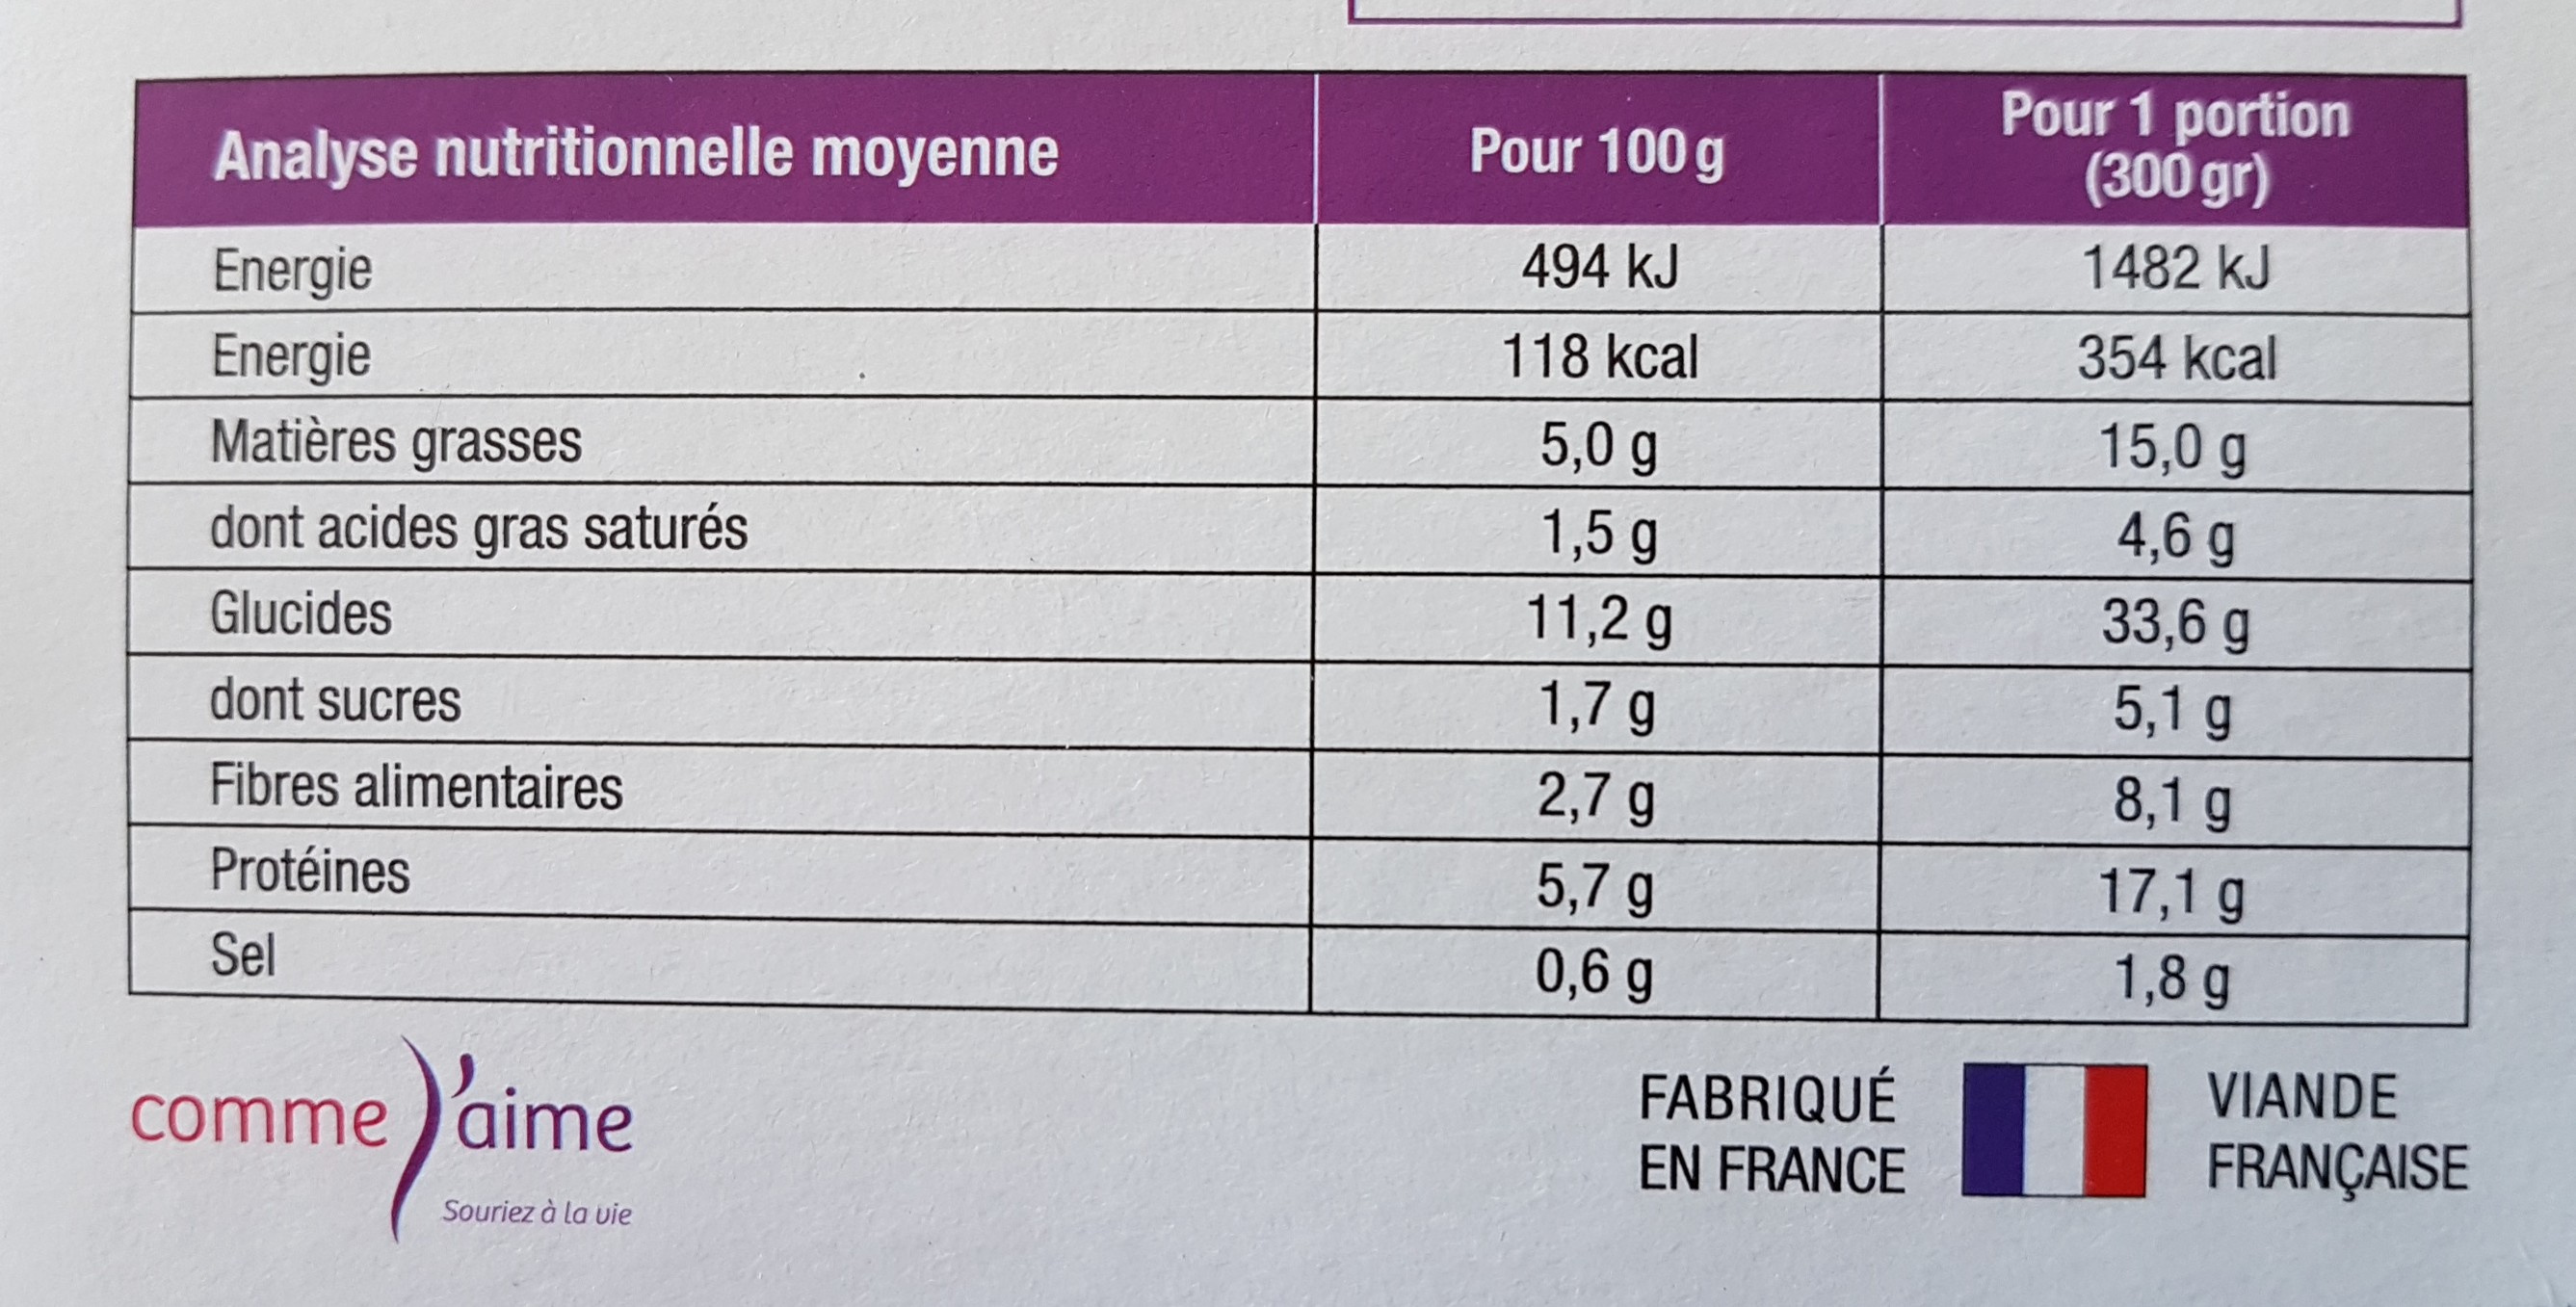 Analyse nutritionnelle moyenne Pour 100 g Pour 1 portion
(300 gr)
Energie 494 kJ 1482 kJ
Energie 118 kcal 354 kcal
Matières grasses 5,0 g 15,0 g
dont acides gras saturés 1,5 g 4,6 g
Glucides 11,2 g 33,6 g
dont sucres 1,7 g 5,1 g
Fibres alimentaires 2,7 g 8,1 g
Protéines 5,7 g 17,1 g
Sel 0,6 g 1,8 g
comme j'aime
Souriez à la vie
FABRIQUÉ
EN FRANCE
VIANDE
FRANÇAISE